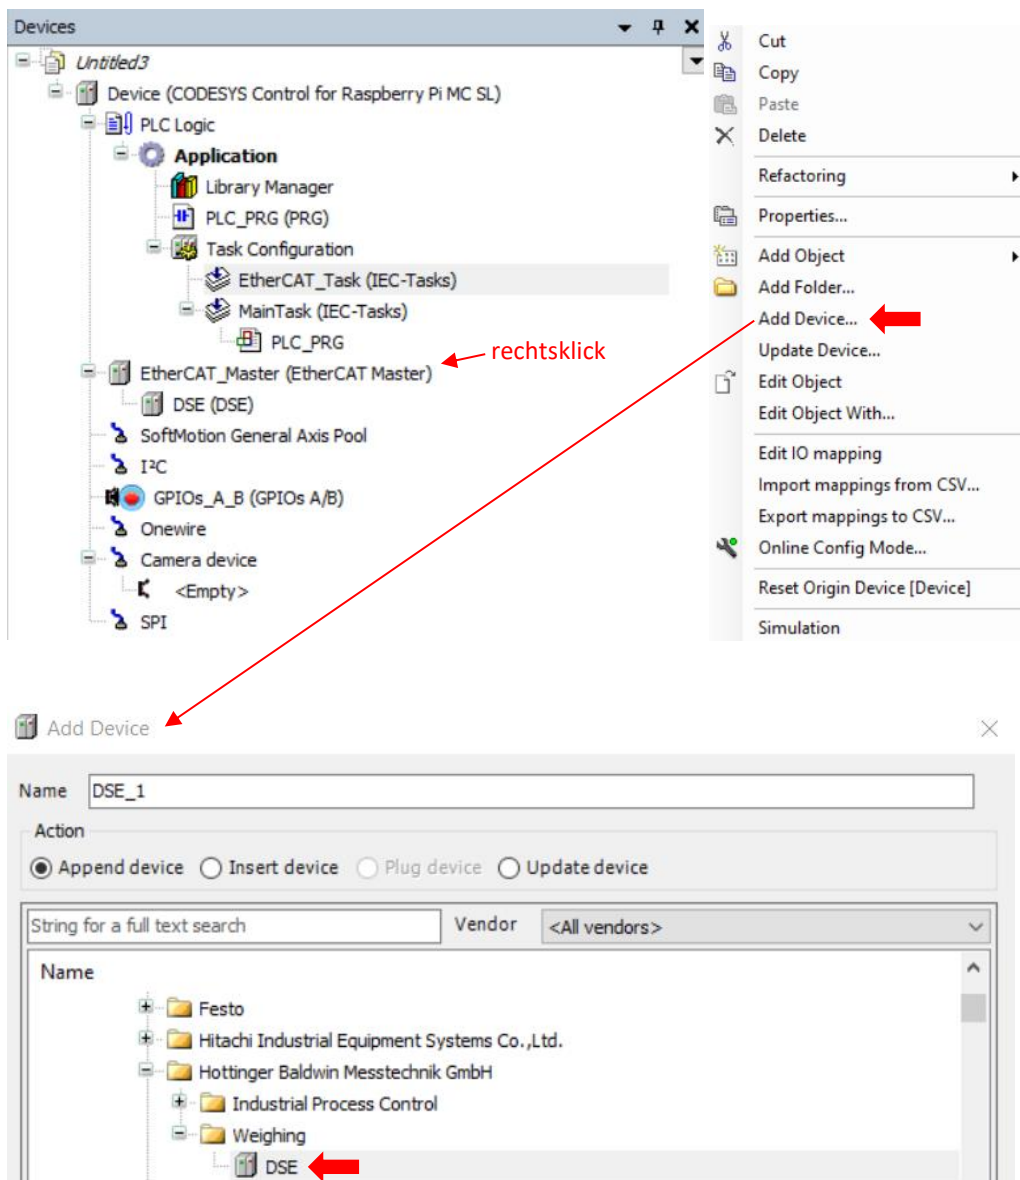 Devices
Untitled3
Device (CODESYS Control for Raspberry Pi MC SL)
PLC Logic
Application
Library Manager
PLC_PRG (PRG)
Task Configuration
EtherCAT_Task (IEC-Tasks)
MainTask (IEC-Tasks)
PLC_PRG
rechtsklick
EtherCAT_Master (EtherCAT Master)
DSE (DSE)
SoftMotion General Axis Pool
I²C
GPIOs_A_B (GPIOs A/B)
Onewire
Camera device
<Empty>
SPI
Cut
Copy
Paste
Delete
Refactoring
Properties...
Add Object
Add Folder...
Add Device...
Update Device...
Edit Object
Edit Object With...
Edit IO mapping
Import mappings from CSV...
Export mappings to CSV...
Online Config Mode...
Reset Origin Device [Device]
Simulation
Add Device
Name DSE_1
Action
Append device Insert device Plug device Update device
String for a full text search Vendor <All vendors>
Name
Festo
Hitachi Industrial Equipment Systems Co.,Ltd.
Hottinger Baldwin Messtechnik GmbH
Industrial Process Control
Weighing
DSE